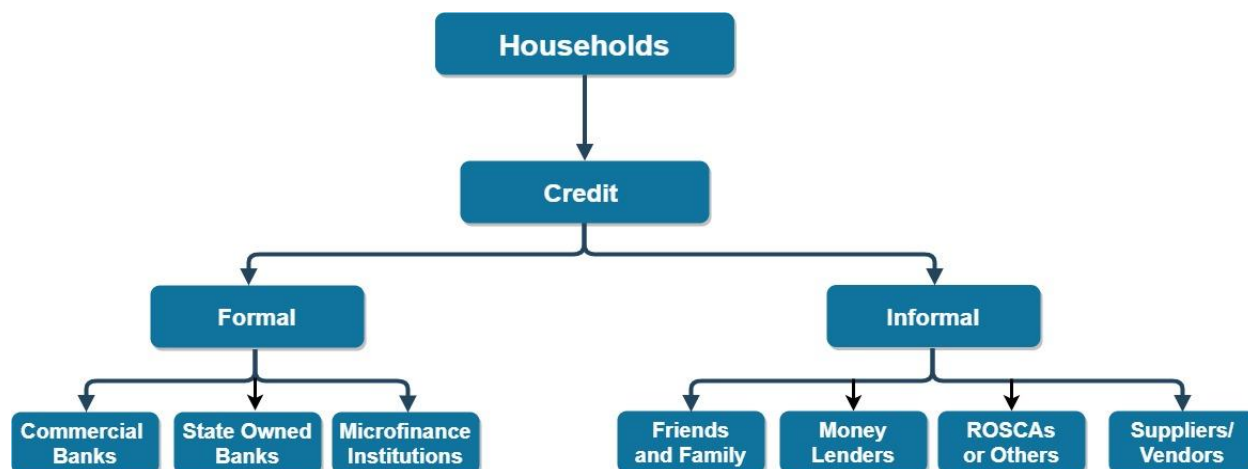 Households
Credit
Formal
Informal
Commercial
Banks
State Owned
Banks
Microfinance
Institutions
Friends
and Family
Money
Lenders
ROSCAs
or Others
Suppliers/
Vendors